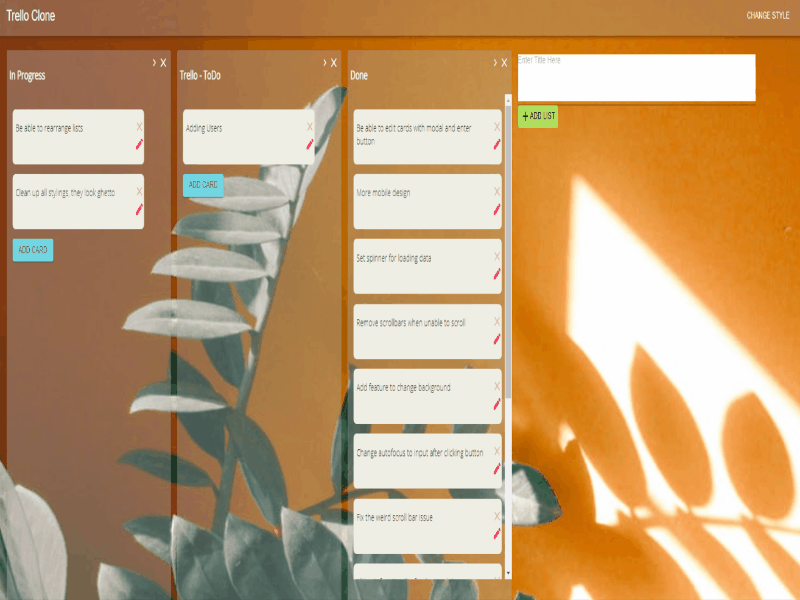 Trello Clone
CHANGE STYLE
› X
In Progress
Be able to rearrange lists
X
Clean up all stylings, they look ghetto
X
ADD CARD
› X
Trello - ToDo
Adding Users
X
ADD CARD
› X
Done
Be able to edit cards with modal and enter
button
X
More mobile design
X
Set spinner for loading data
X
Remove scrollbars when unable to scroll
X
Add feature to change background
X
Change autofocus to input after clicking button
X
Fix the weird scroll bar issue
X
Enter Title Here
+ ADD LIST